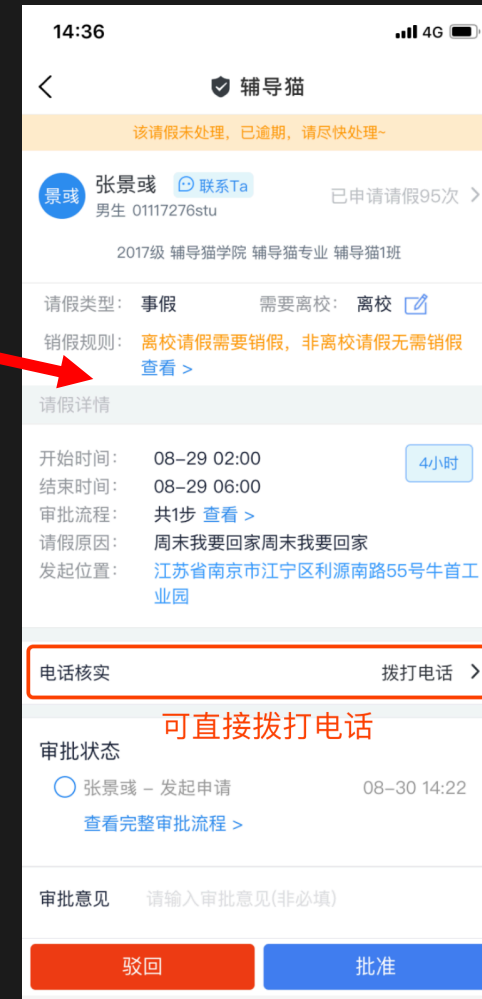 14:36
4G
辅导猫
该请假未处理，已逾期，请尽快处理~
景彧
张景彧 联系Ta
已申请请假95次 >
男生 01117276stu
2017级 辅导猫学院 辅导猫专业 辅导猫1班
请假类型： 事假 需要离校： 离校
销假规则： 离校请假需要销假，非离校请假无需销假
查看 >
请假详情
开始时间： 08-29 02:00
4小时
结束时间： 08-29 06:00
审批流程： 共1步 查看 >
请假原因： 周末我要回家周末我要回家
发起位置： 江苏省南京市江宁区利源南路55号牛首工
业园
电话核实 拨打电话 >
可直接拨打电话
审批状态
张景彧 – 发起申请 08-30 14:22
查看完整审批流程 >
审批意见 请输入审批意见(非必填)
驳回 批准